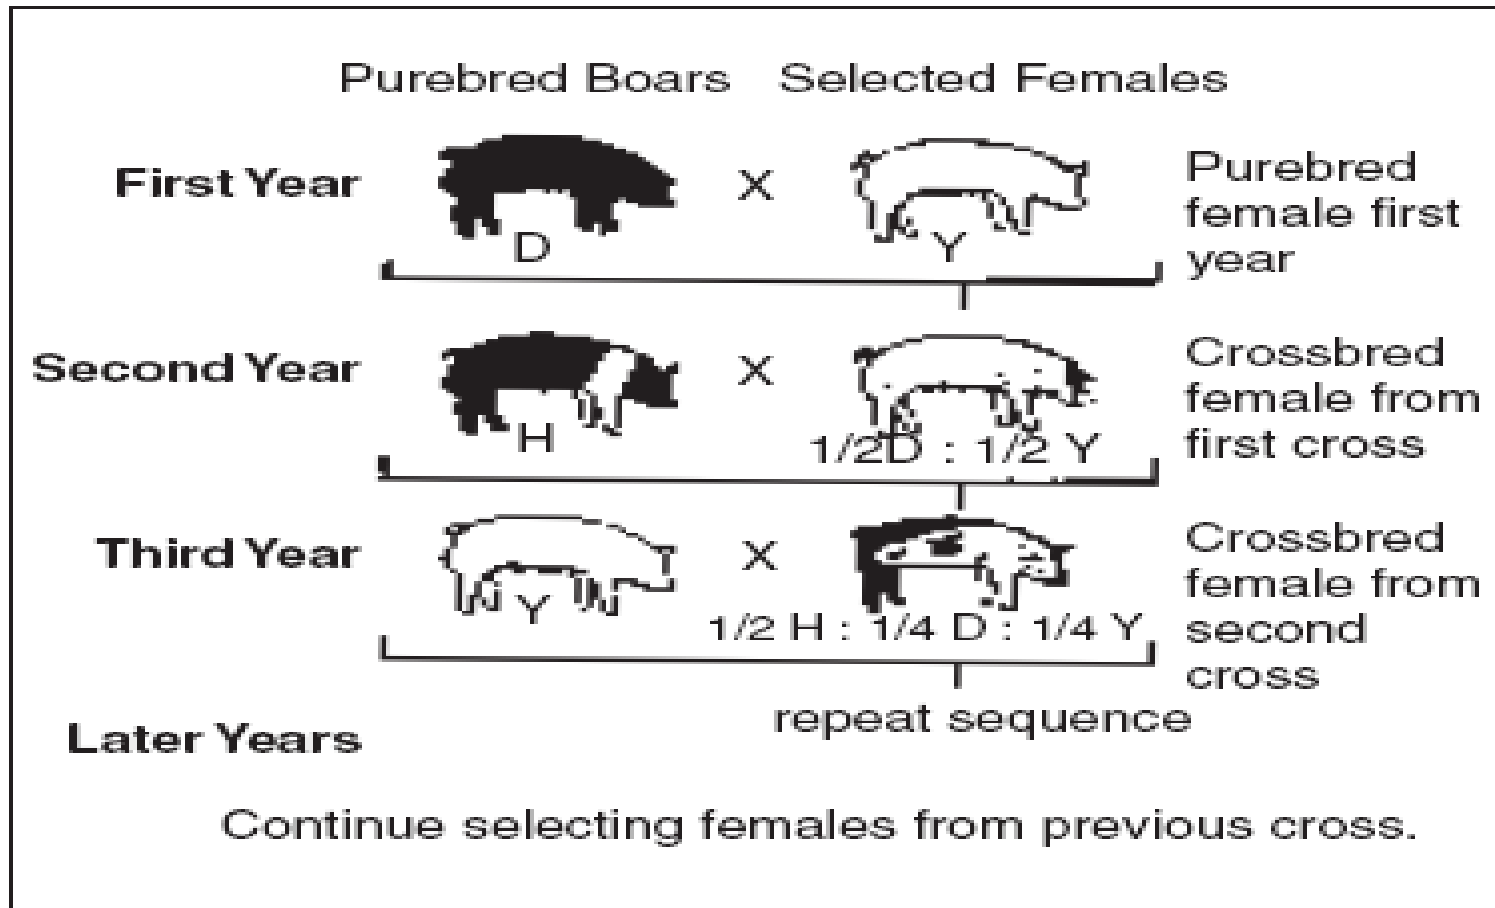 Purebred Boars Selected Females
First Year
D
X
Y
Purebred
female first
year
Second Year
H
X
1/2D : 1/2 Y
Crossbred
female from
first cross
Third Year
Y
X
1/2 H : 1/4 D : 1/4 Y
Crossbred
female from
second
cross
repeat sequence
Later Years
Continue selecting females from previous cross.